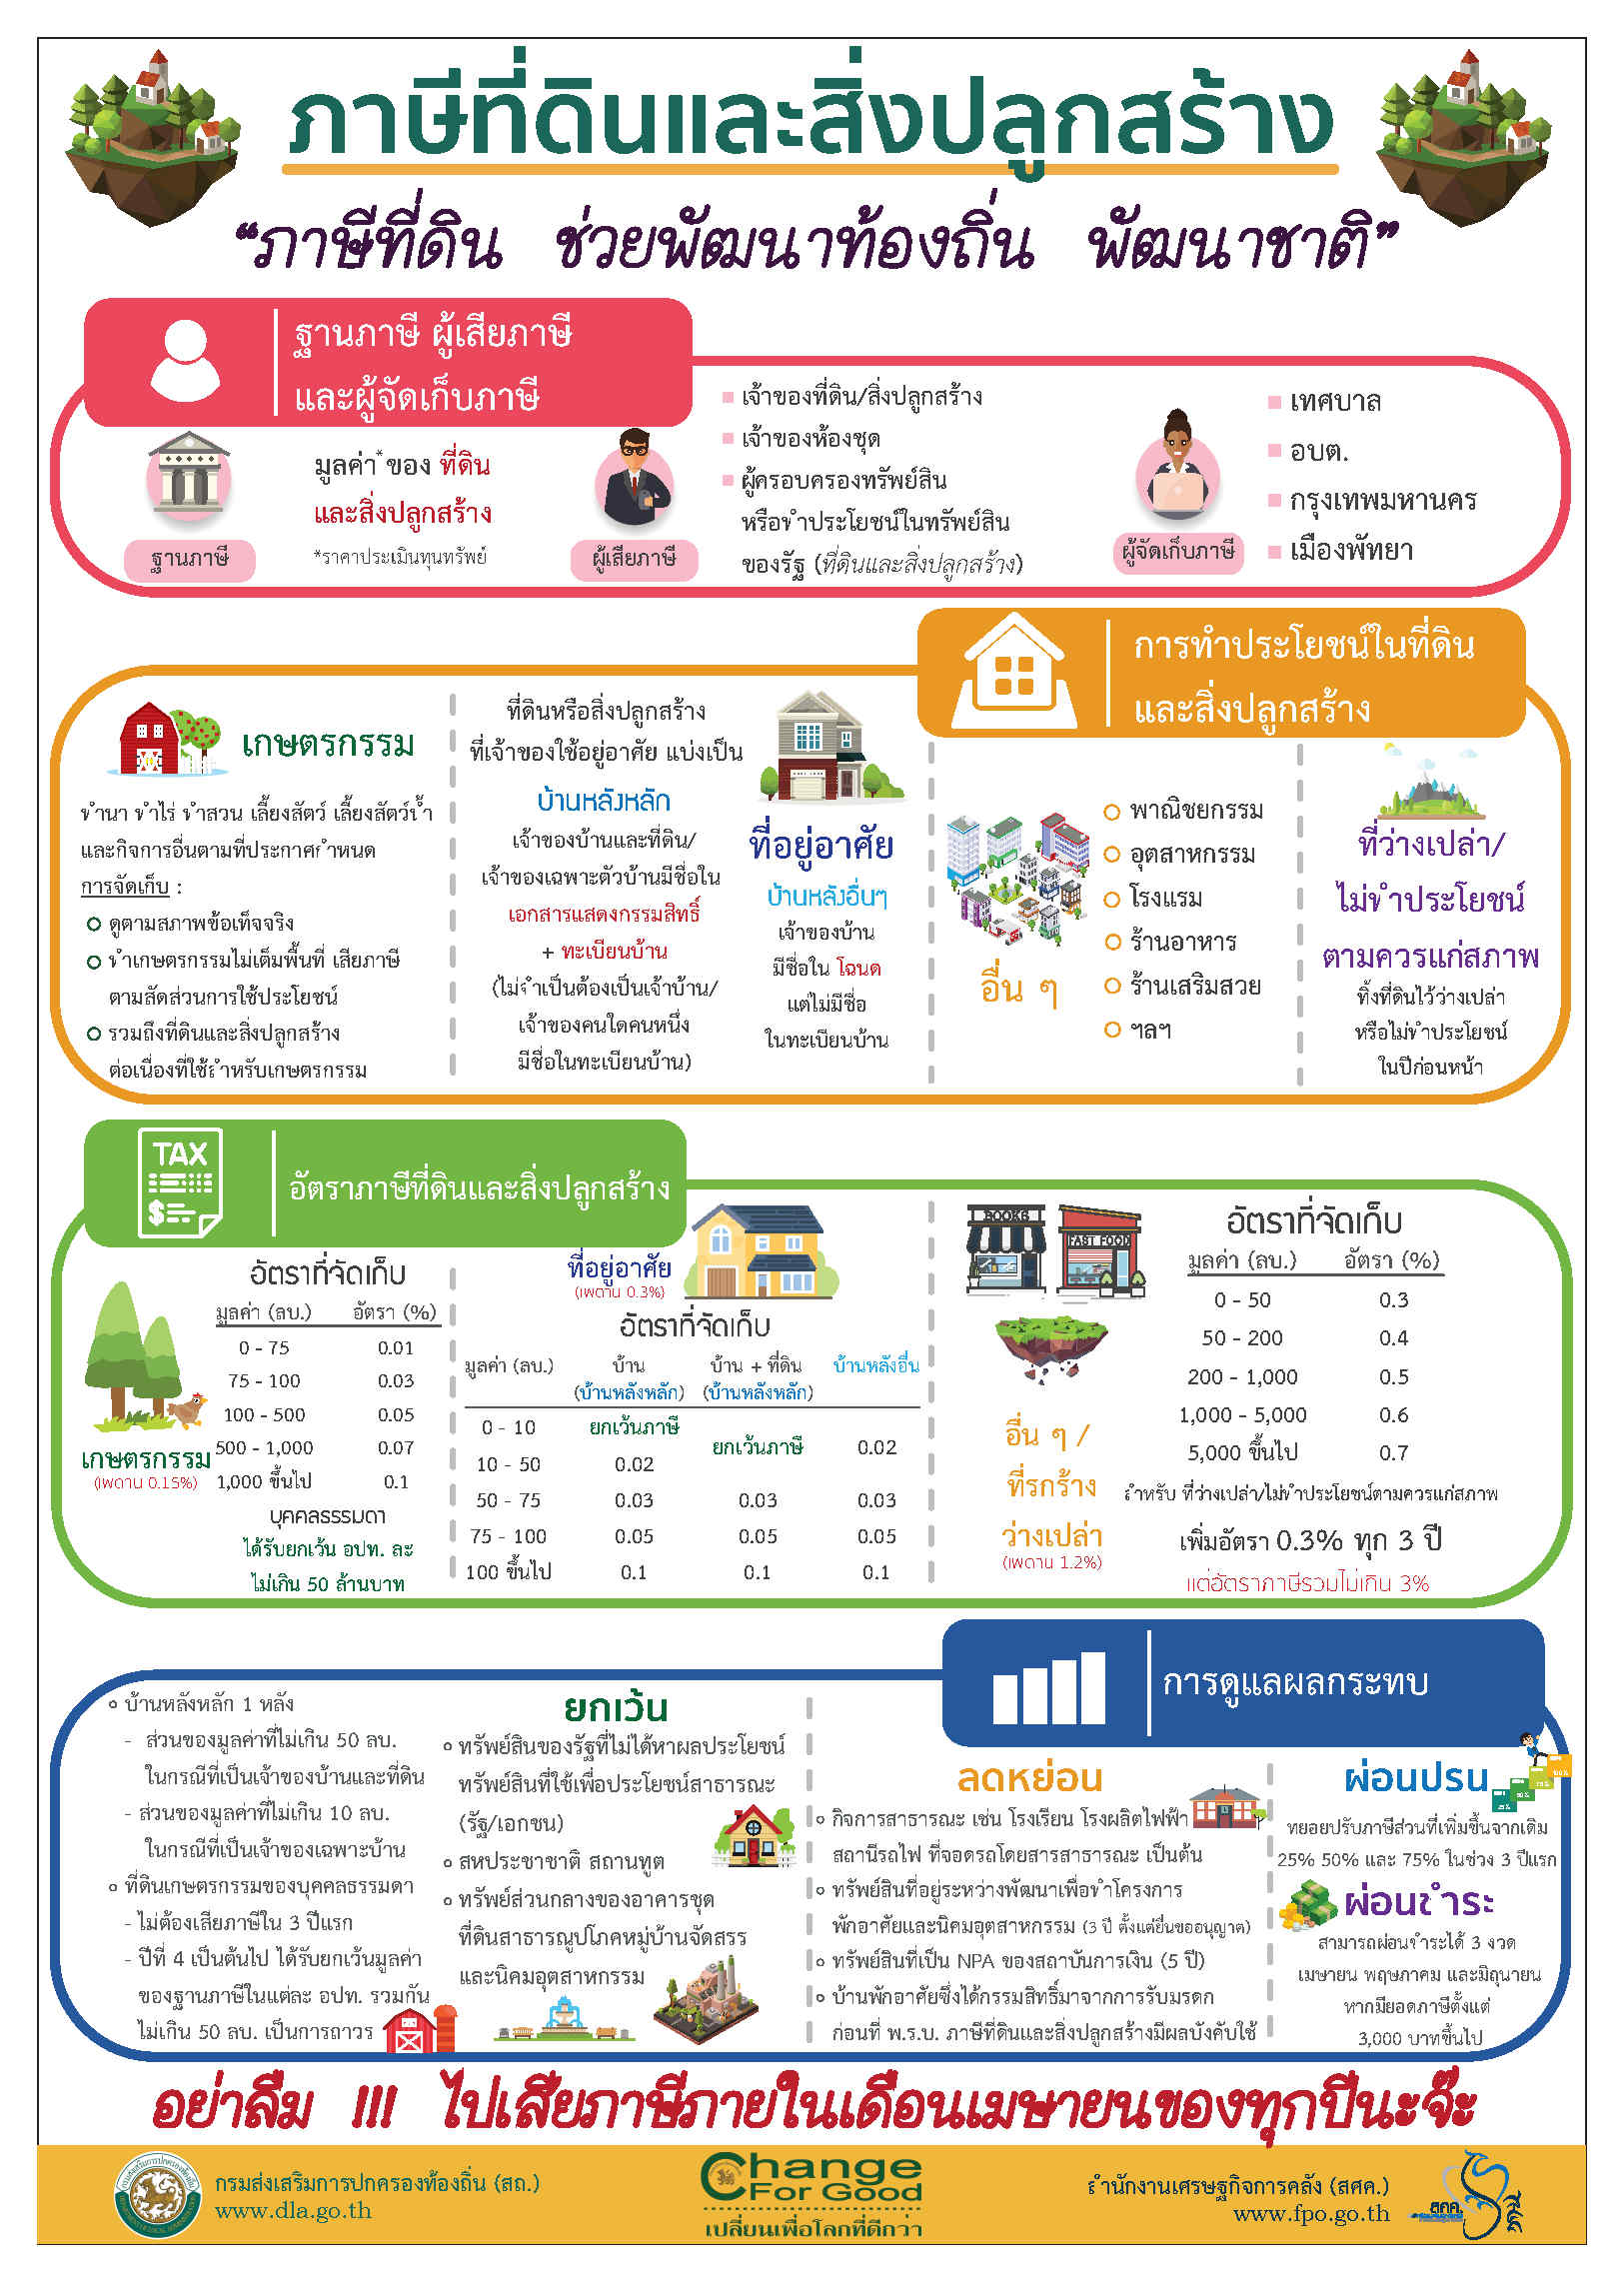 ภาษีที่ดินและสิ่งปลูกสร้าง
“ภาษีที่ดิน ช่วยพัฒนาท้องถิ่น พัฒนาชาติ”
ฐานภาษี ผู้เสียภาษี
และผู้จัดเก็บภาษี
มูลค่า* ของ ที่ดิน
และสิ่งปลูกสร้าง
*ราคาประเมินทุนทรัพย์
ฐานภาษี
ผู้เสียภาษี
เจ้าของที่ดิน/สิ่งปลูกสร้าง
เจ้าของห้องชุด
ผู้ครอบครองทรัพย์สิน
หรือทำประโยชน์ในทรัพย์สิน
ของรัฐ (ที่ดินและสิ่งปลูกสร้าง)
ผู้จัดเก็บภาษี
เทศบาล
อบต.
กรุงเทพมหานคร
เมืองพัทยา
การทำประโยชน์ในที่ดิน
และสิ่งปลูกสร้าง
เกษตรกรรม
ทำนา ทำไร่ ทำสวน เลี้ยงสัตว์ เลี้ยงสัตว์น้ำ
และกิจการอื่นตามที่ประกาศกำหนด
การจัดเก็บ :
ดูตามสภาพข้อเท็จจริง
ทำเกษตรกรรมไม่เต็มพื้นที่ เสียภาษี
ตามสัดส่วนการใช้ประโยชน์
รวมถึงที่ดินและสิ่งปลูกสร้าง
ต่อเนื่องที่ใช้สำหรับเกษตรกรรม
ที่ดินหรือสิ่งปลูกสร้าง
ที่เจ้าของใช้อยู่อาศัย แบ่งเป็น
บ้านหลังหลัก
เจ้าของบ้านและที่ดิน/
เจ้าของเฉพาะตัวบ้านมีชื่อใน
เอกสารแสดงกรรมสิทธิ์
+ ทะเบียนบ้าน
(ไม่จำเป็นต้องเป็นเจ้าบ้าน/
เจ้าของคนใดคนหนึ่ง
มีชื่อในทะเบียนบ้าน)
ที่อยู่อาศัย
บ้านหลังอื่นๆ
เจ้าของบ้าน
มีชื่อใน โฉนด
แต่ไม่มีชื่อ
ในทะเบียนบ้าน
อื่น ๆ
พาณิชยกรรม
อุตสาหกรรม
โรงแรม
ร้านอาหาร
ร้านเสริมสวย
ฯลฯ
ที่ว่างเปล่า/
ไม่ทำประโยชน์
ตามควรแก่สภาพ
ทิ้งที่ดินไว้ว่างเปล่า
หรือไม่ทำประโยชน์
ในปีก่อนหน้า
TAX
อัตราภาษีที่ดินและสิ่งปลูกสร้าง
เกษตรกรรม
(เพดาน 0.15%)
อัตราที่จัดเก็บ
มูลค่า (ลบ.) อัตรา (%)
0 - 75 0.01
75 - 100 0.03
100 - 500 0.05
500 - 1,000 0.07
1,000 ขึ้นไป 0.1
บุคคลธรรมดา
ได้รับยกเว้น อปท. ละ
ไม่เกิน 50 ล้านบาท
ที่อยู่อาศัย
(เพดาน 0.3%)
อัตราที่จัดเก็บ
มูลค่า (ลบ.) บ้าน บ้าน + ที่ดิน บ้านหลังอื่น
(บ้านหลังหลัก) (บ้านหลังหลัก)
0 - 10 ยกเว้นภาษี
ยกเว้นภาษี 0.02
10 - 50 0.02
50 - 75 0.03 0.03 0.03
75 - 100 0.05 0.05 0.05
100 ขึ้นไป 0.1 0.1 0.1
BOOKS
FAST FOOD
อื่น ๆ /
ที่รกร้าง
ว่างเปล่า
(เพดาน 1.2%)
อัตราที่จัดเก็บ
มูลค่า (ลบ.) อัตรา (%)
0 - 50 0.3
50 - 200 0.4
200 - 1,000 0.5
1,000 - 5,000 0.6
5,000 ขึ้นไป 0.7
สำหรับ ที่ว่างเปล่า/ไม่ทำประโยชน์ตามควรแก่สภาพ
เพิ่มอัตรา 0.3% ทุก 3 ปี
แต่อัตราภาษีรวมไม่เกิน 3%
การดูแลผลกระทบ
บ้านหลังหลัก 1 หลัง
- ส่วนของมูลค่าที่ไม่เกิน 50 ลบ.
ในกรณีที่เป็นเจ้าของบ้านและที่ดิน
- ส่วนของมูลค่าที่ไม่เกิน 10 ลบ.
ในกรณีที่เป็นเจ้าของเฉพาะบ้าน
ที่ดินเกษตรกรรมของบุคคลธรรมดา
- ไม่ต้องเสียภาษีใน 3 ปีแรก
- ปีที่ 4 เป็นต้นไป ได้รับยกเว้นมูลค่า
ของฐานภาษีในแต่ละ อปท. รวมกัน
ไม่เกิน 50 ลบ. เป็นการถาวร
ยกเว้น
ทรัพย์สินของรัฐที่ไม่ได้หาผลประโยชน์
ทรัพย์สินที่ใช้เพื่อประโยชน์สาธารณะ
(รัฐ/เอกชน)
สหประชาชาติ สถานทูต
ทรัพย์ส่วนกลางของอาคารชุด
ที่ดินสาธารณูปโภคหมู่บ้านจัดสรร
และนิคมอุตสาหกรรม
ลดหย่อน
กิจการสาธารณะ เช่น โรงเรียน โรงผลิตไฟฟ้า
สถานีรถไฟ ที่จอดรถโดยสารสาธารณะ เป็นต้น
ทรัพย์สินที่อยู่ระหว่างพัฒนาเพื่อทำโครงการ
พักอาศัยและนิคมอุตสาหกรรม (3 ปี ตั้งแต่ยื่นขออนุญาต)
ทรัพย์สินที่เป็น NPA ของสถาบันการเงิน (5 ปี)
บ้านพักอาศัยซึ่งได้กรรมสิทธิ์มาจากการรับมรดก
ก่อนที่ พ.ร.บ. ภาษีที่ดินและสิ่งปลูกสร้างมีผลบังคับใช้
ผ่อนปรน
25% 50% 75% 100%
ทยอยปรับภาษีส่วนที่เพิ่มขึ้นจากเดิม
25% 50% และ 75% ในช่วง 3 ปีแรก
ผ่อนชำระ
สามารถผ่อนชำระได้ 3 งวด
เมษายน พฤษภาคม และมิถุนายน
หากมียอดภาษีตั้งแต่
3,000 บาทขึ้นไป
อย่าลืม !!! ไปเสียภาษีภายในเดือนเมษายนของทุกปีนะจ๊ะ
กรมส่งเสริมการปกครองท้องถิ่น (สถ.)
www.dla.go.th
Change
For Good
เปลี่ยนเพื่อโลกที่ดีกว่า
สำนักงานเศรษฐกิจการคลัง (สศค.)
www.fpo.go.th
สศค.